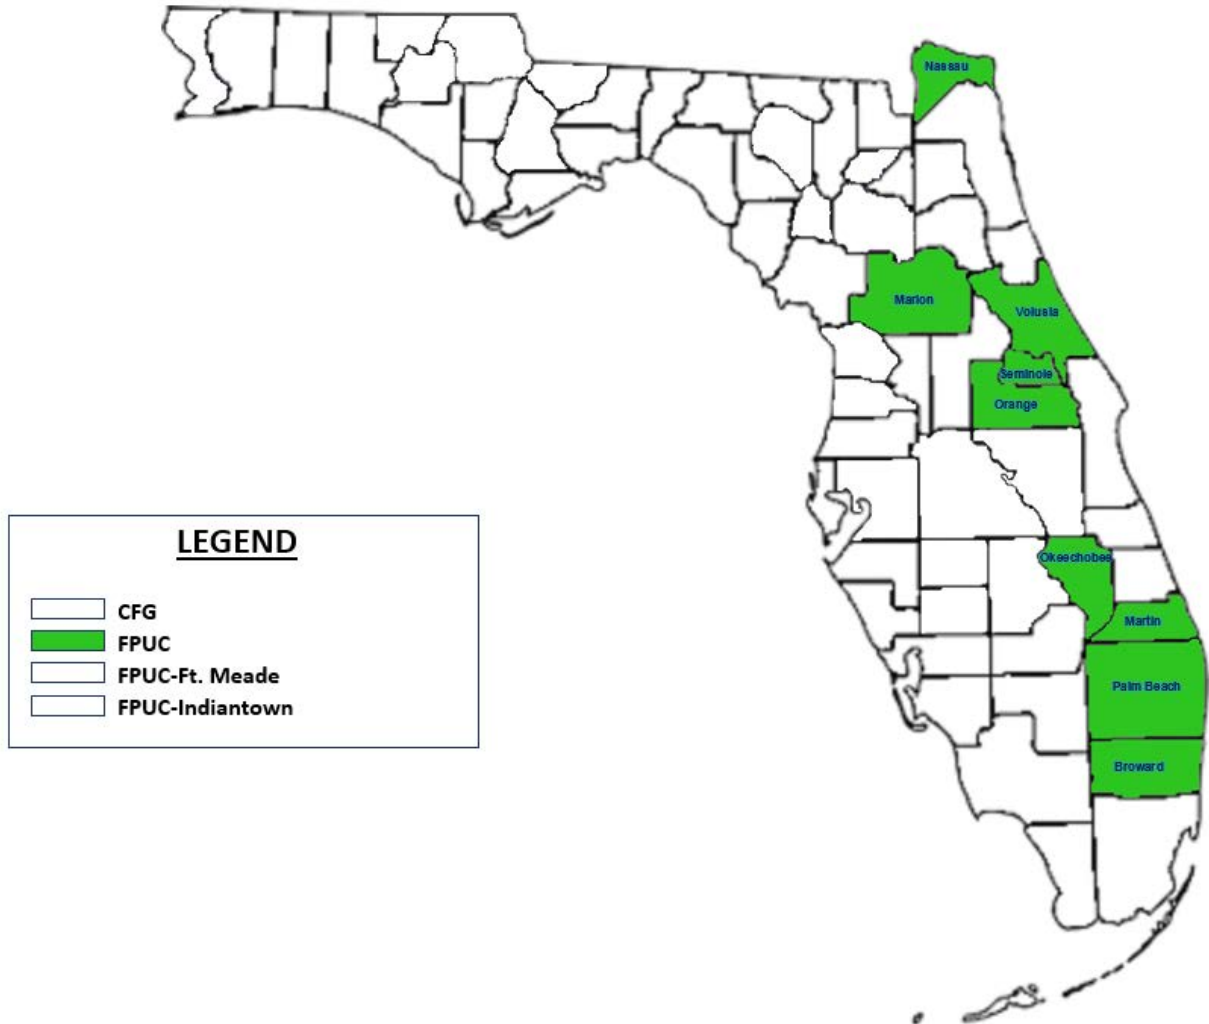 Nassau
Marion
Volusia
Seminole
Orange
Okeechobee
Martin
Palm Beach
Broward
LEGEND
CFG
FPUC
FPUC-Ft. Meade
FPUC-Indiantown